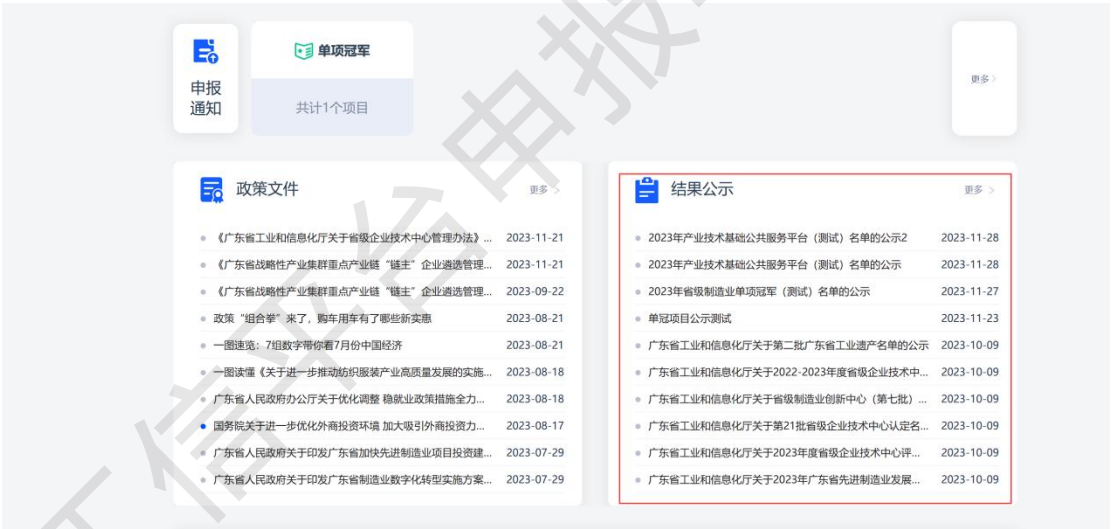 申报
通知
单项冠军
共计1个项目
更多 >
政策文件
更多 >
《广东省工业和信息化厅关于省级企业技术中心管理办法》... 2023-11-21
《广东省战略性产业集群重点产业链“链主”企业遴选管理... 2023-11-21
《广东省战略性产业集群重点产业链“链主”企业遴选管理... 2023-09-22
政策“组合拳”来了，购车用车有了哪些新实惠 2023-08-21
一图速览：7组数字带你看7月份中国经济 2023-08-21
一图读懂《关于进一步推动纺织服装产业高质量发展的实施... 2023-08-18
广东省人民政府办公厅关于优化调整 稳就业政策措施全力... 2023-08-18
国务院关于进一步优化外商投资环境 加大吸引外商投资力... 2023-08-17
广东省人民政府关于印发广东省加快先进制造业项目投资建... 2023-07-29
广东省人民政府关于印发广东省制造业数字化转型实施方案... 2023-07-29
结果公示
更多 >
2023年产业技术基础公共服务平台（测试）名单的公示2 2023-11-28
2023年产业技术基础公共服务平台（测试）名单的公示 2023-11-28
2023年省级制造业单项冠军（测试）名单的公示 2023-11-27
单冠项目公示测试 2023-11-23
广东省工业和信息化厅关于第二批广东省工业遗产名单的公示 2023-10-09
广东省工业和信息化厅关于2022-2023年度省级企业技术中... 2023-10-09
广东省工业和信息化厅关于省级制造业创新中心（第七批）... 2023-10-09
广东省工业和信息化厅关于第21批省级企业技术中心认定名... 2023-10-09
广东省工业和信息化厅关于2023年度省级企业技术中心评... 2023-10-09
广东省工业和信息化厅关于2023年广东省先进制造业发展... 2023-10-09
工信平台申报